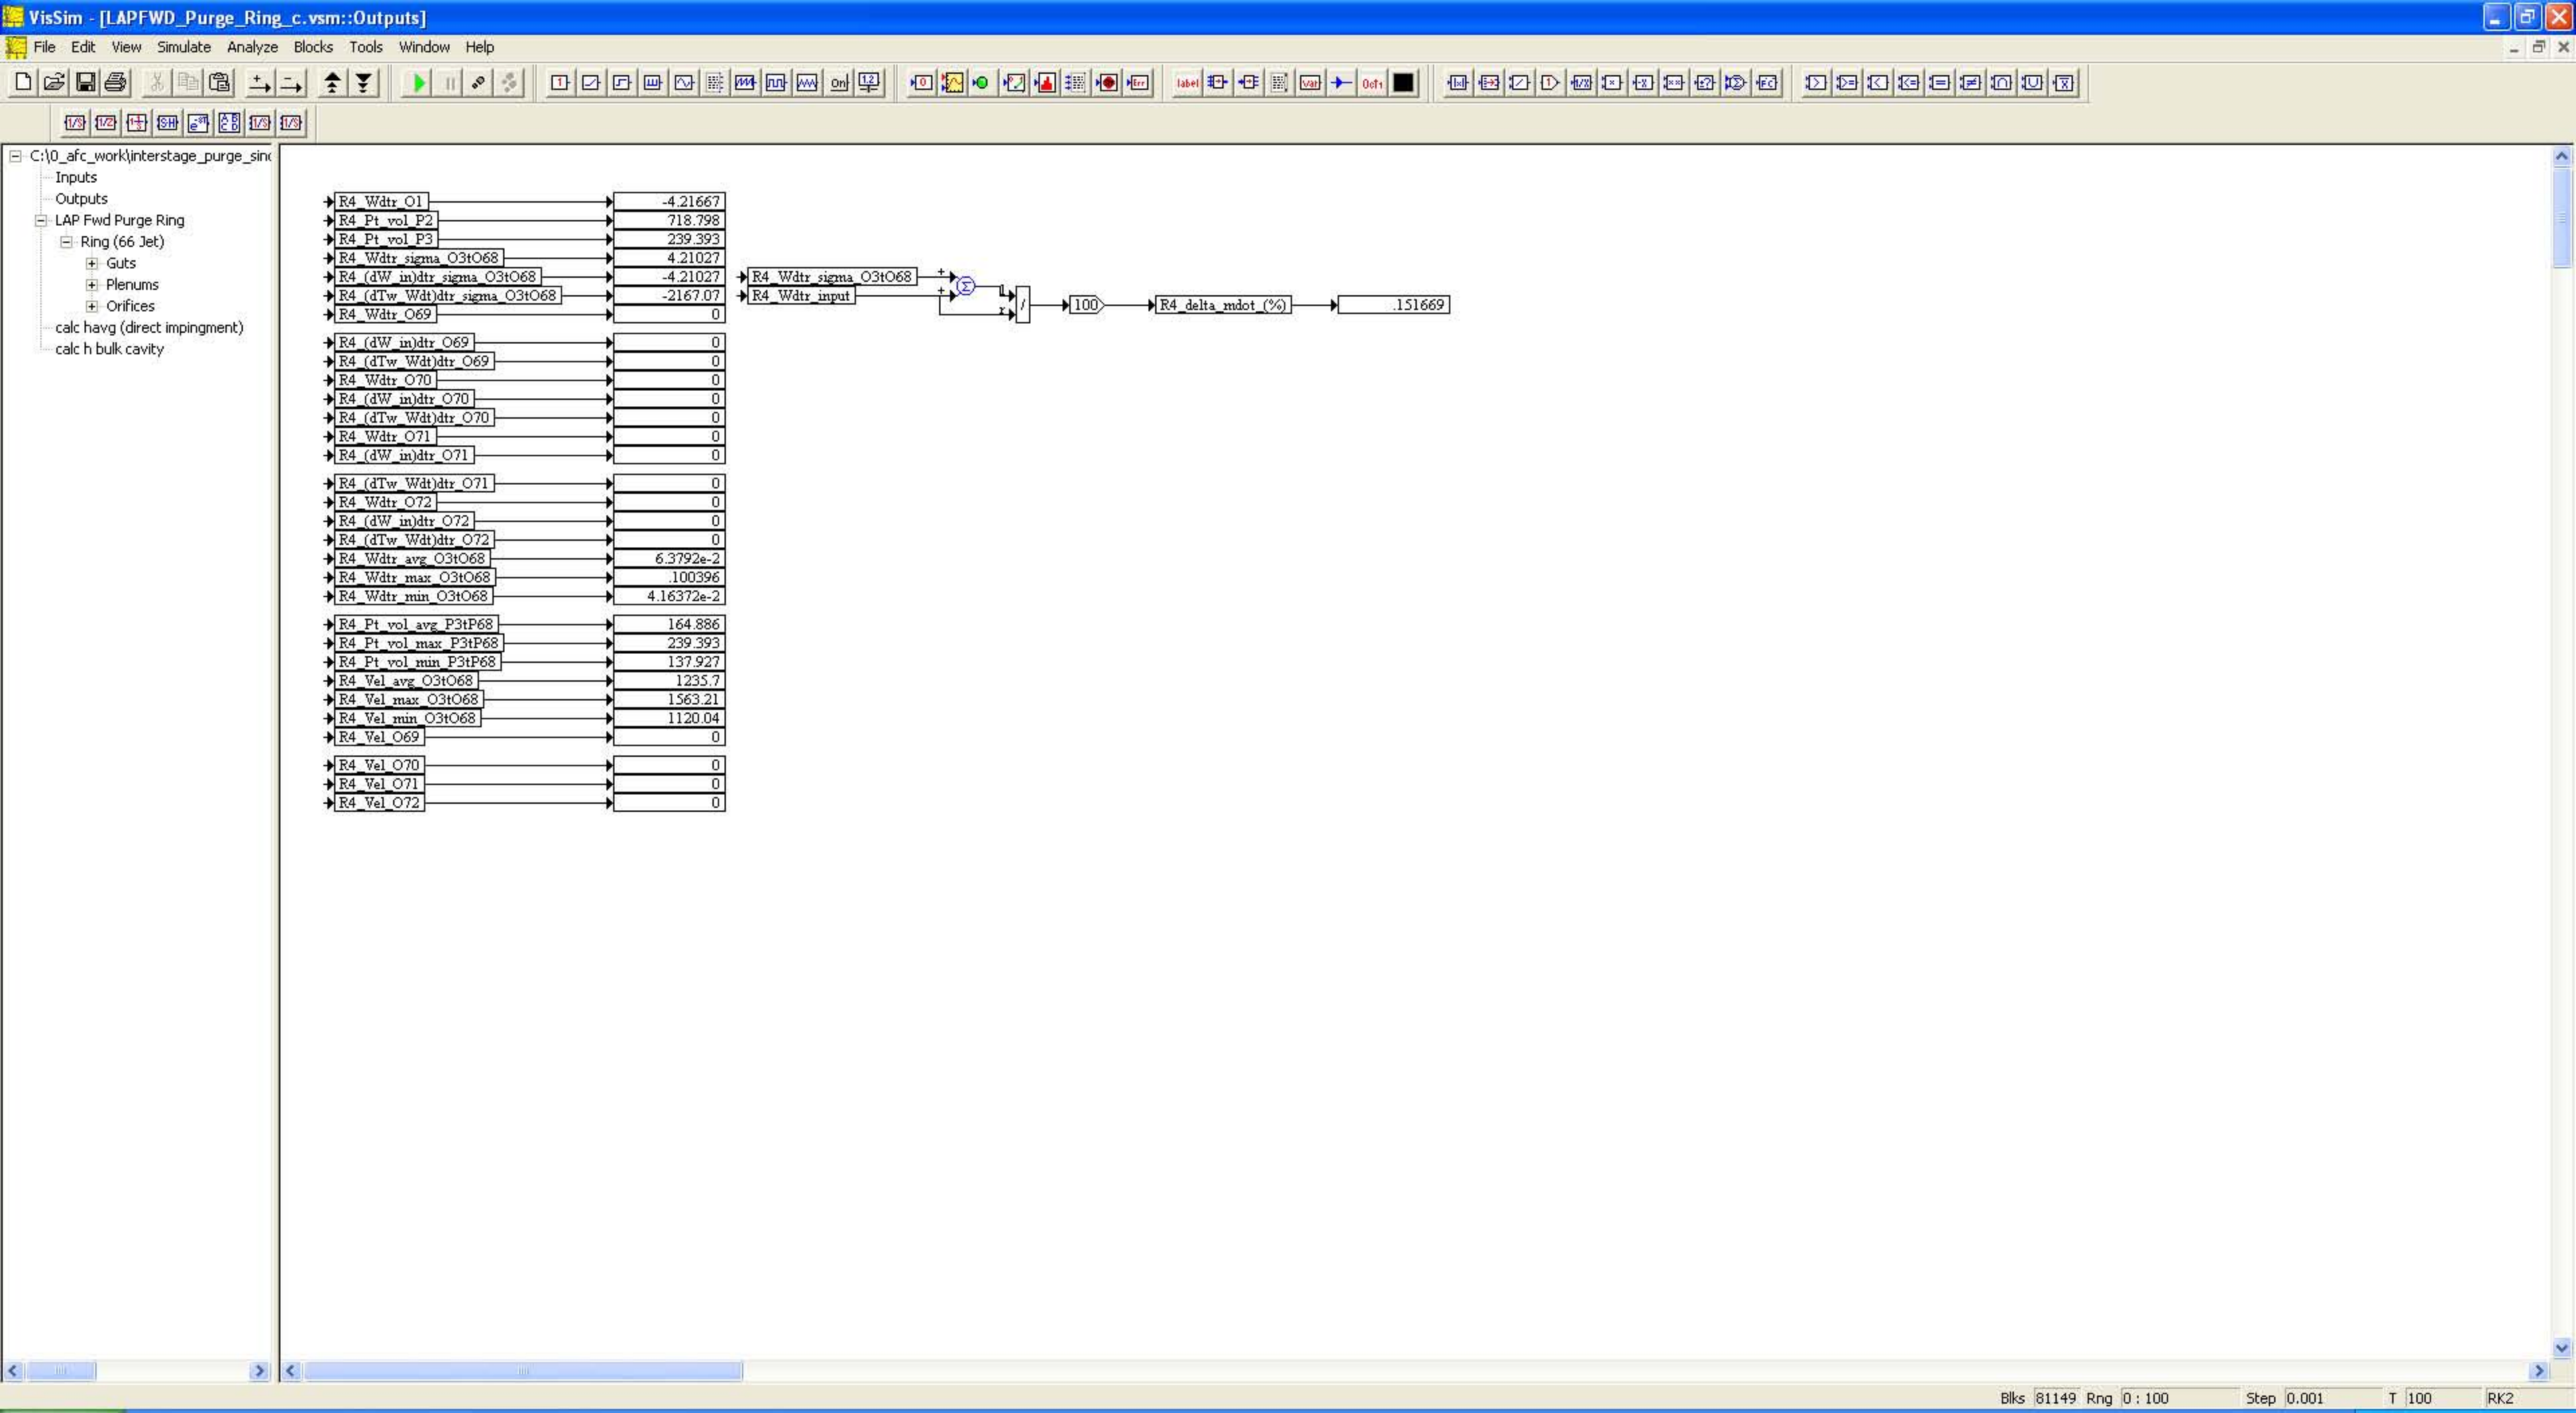 VisSim - [LAPFWD_Purge_Ring_c.vsm::Outputs]
File Edit View Simulate Analyze Blocks Tools Window Help
C:\0_afc_work\interstage_purge_sind
Inputs
Outputs
LAP Fwd Purge Ring
Ring (66 Jet)
Guts
Plenums
Orifices
calc havg (direct impingment)
calc h bulk cavity
R4_Wdtr_O1 -4.21667
R4_Pt_vol_P2 718.798
R4_Pt_vol_P3 239.393
R4_Wdtr_sigma_O3tO68 4.21027
R4_(dW_in)dtr_sigma_O3tO68 -4.21027
R4_(dTw_Wdt)dtr_sigma_O3tO68 -2167.07
R4_Wdtr_O69 0
R4_(dW_in)dtr_O69 0
R4_(dTw_Wdt)dtr_O69 0
R4_Wdtr_O70 0
R4_(dW_in)dtr_O70 0
R4_(dTw_Wdt)dtr_O70 0
R4_Wdtr_O71 0
R4_(dW_in)dtr_O71 0
R4_(dTw_Wdt)dtr_O71 0
R4_Wdtr_O72 0
R4_(dW_in)dtr_O72 0
R4_(dTw_Wdt)dtr_O72 0
R4_Wdtr_avg_O3tO68 6.3792e-2
R4_Wdtr_max_O3tO68 .100396
R4_Wdtr_min_O3tO68 4.16372e-2
R4_Pt_vol_avg_P3tP68 164.886
R4_Pt_vol_max_P3tP68 239.393
R4_Pt_vol_min_P3tP68 137.927
R4_Vel_avg_O3tO68 1235.7
R4_Vel_max_O3tO68 1563.21
R4_Vel_min_O3tO68 1120.04
R4_Vel_O69 0
R4_Vel_O70 0
R4_Vel_O71 0
R4_Vel_O72 0
R4_Wdtr_sigma_O3tO68
R4_Wdtr_input
+ + Σ l r / 100 R4_delta_mdot_(%) .151669
Blks 81149 Rng 0 : 100 Step 0.001 T 100 RK2